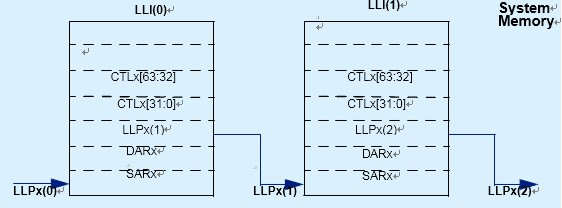 LLI(0)
LLI(1)
System
Memory
CTLx[63:32]
CTLx[31:0]
LLPx(1)
DARx
SARx
CTLx[63:32]
CTLx[31:0]
LLPx(2)
DARx
SARx
LLPx(0)
LLPx(1)
LLPx(2)